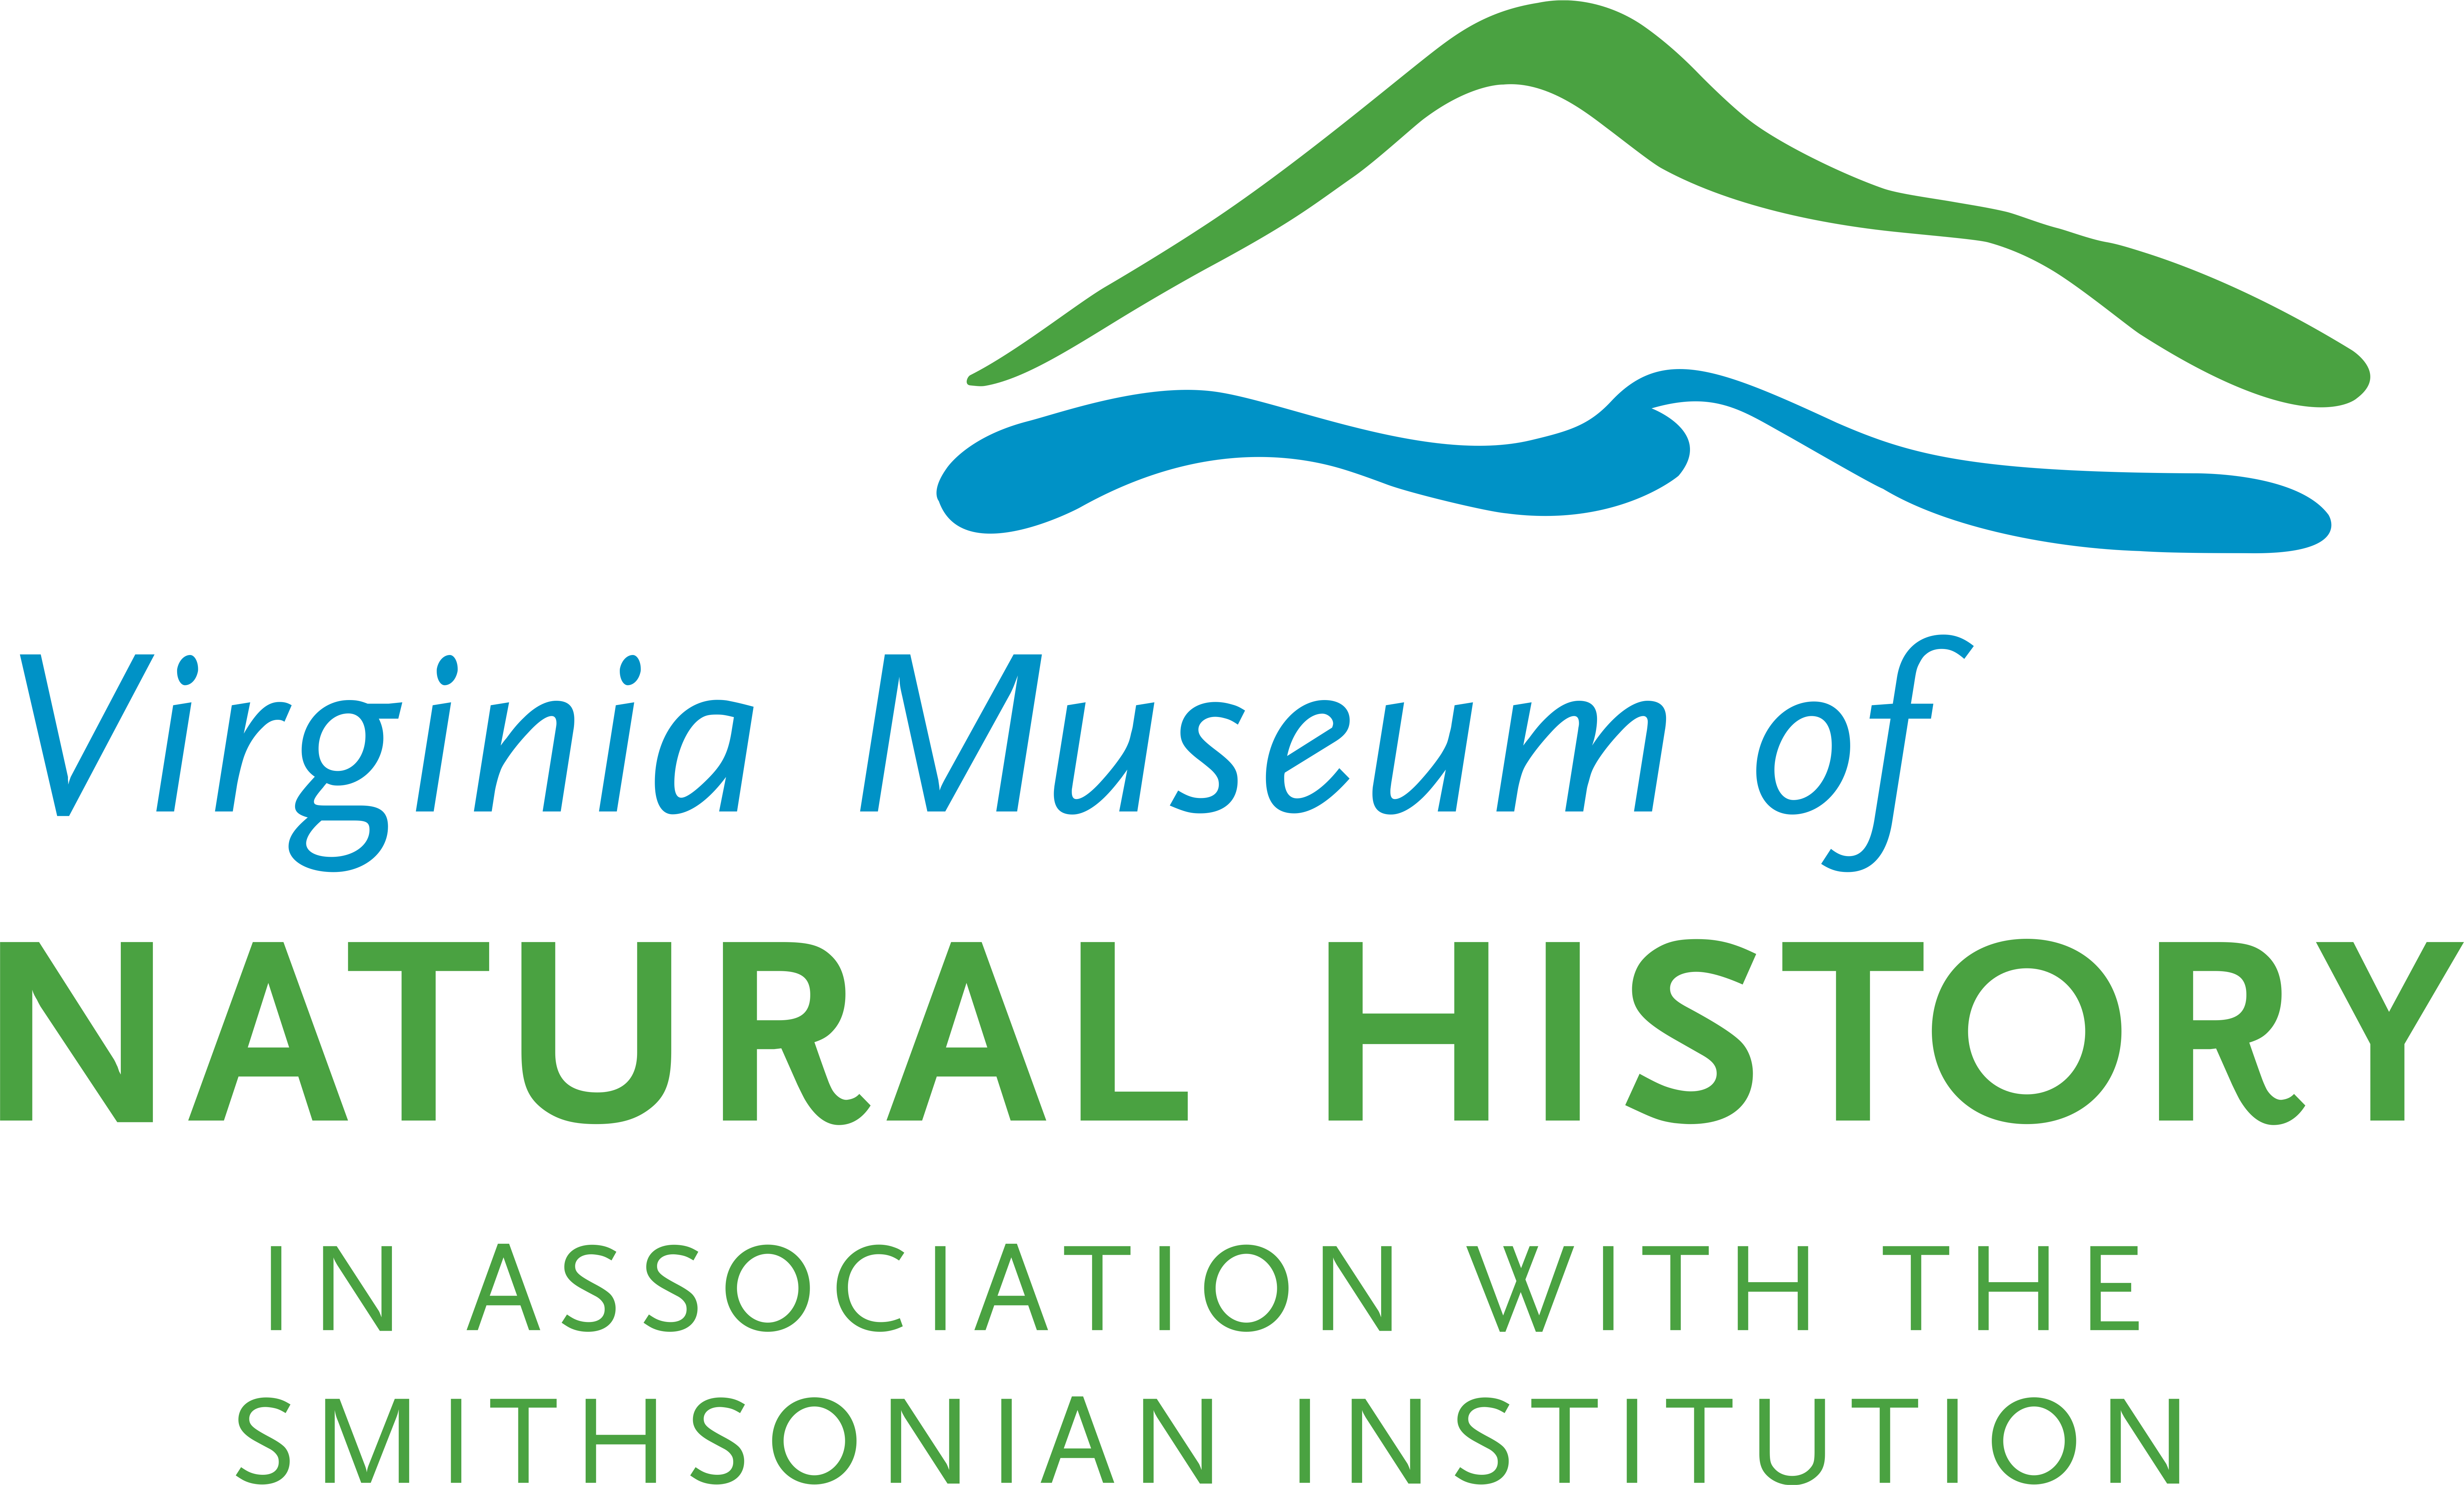 Virginia Museum of
NATURAL HISTORY
IN ASSOCIATION WITH THE
SMITHSONIAN INSTITUTION